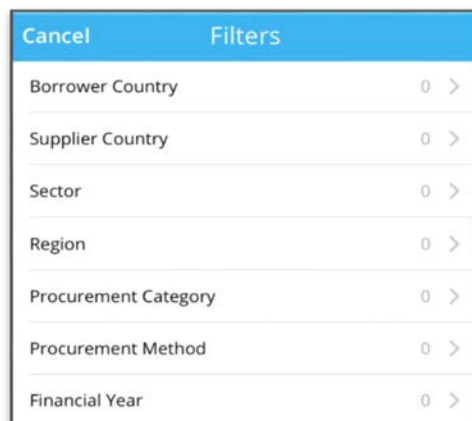 Cancel Filters
Borrower Country 0
Supplier Country 0
Sector 0
Region 0
Procurement Category 0
Procurement Method 0
Financial Year 0